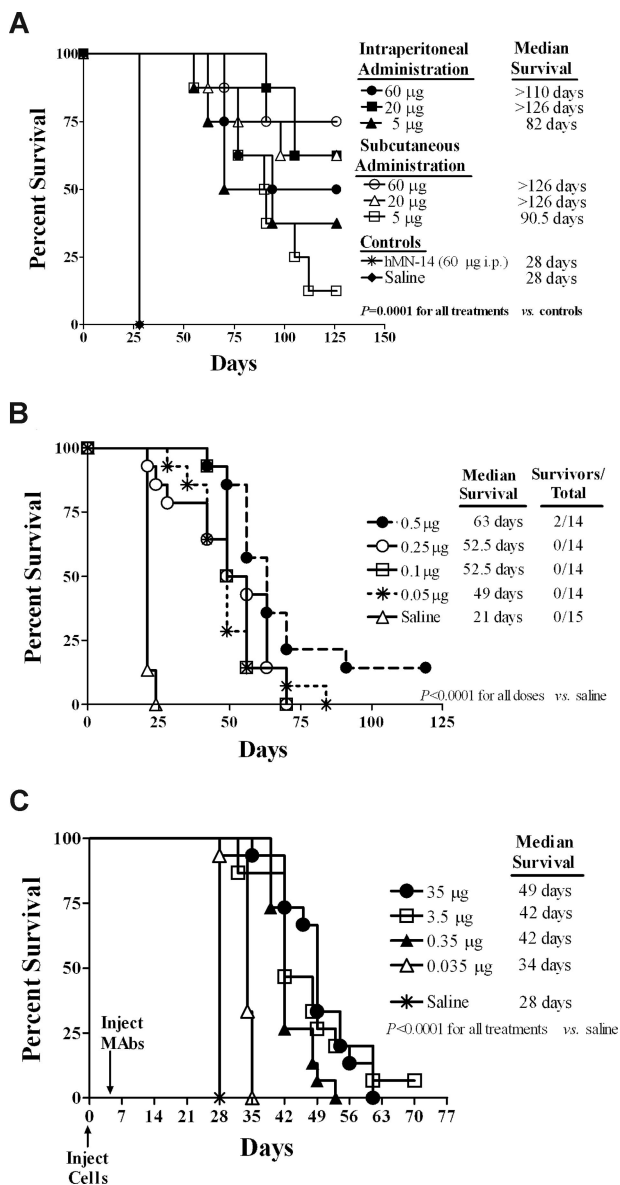 A
Intraperitoneal Median
Administration Survival
60 µg >110 days
20 µg >126 days
5 µg 82 days
Subcutaneous
Administration
60 µg >126 days
20 µg >126 days
5 µg 90.5 days
Controls
hMN-14 (60 µg i.p.) 28 days
Saline 28 days
P=0.0001 for all treatments vs. controls
Percent Survival
100
75
50
25
0
0 25 50 75 100 125 150
Days
B
Median Survivors/
Survival Total
0.5 µg 63 days 2/14
0.25 µg 52.5 days 0/14
0.1 µg 52.5 days 0/14
0.05 µg 49 days 0/14
Saline 21 days 0/15
P<0.0001 for all doses vs. saline
Percent Survival
100
75
50
25
0
0 25 50 75 100 125
Days
C
Median
Survival
35 µg 49 days
3.5 µg 42 days
0.35 µg 42 days
0.035 µg 34 days
Saline 28 days
P<0.0001 for all treatments vs. saline
Percent Survival
100
75
50
25
0
Inject
MAbs
0 7 14 21 28 35 42 49 56 63 70 77
Days
Inject
Cells